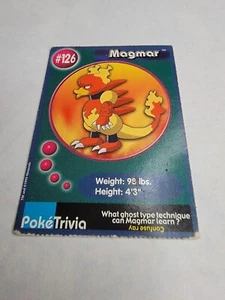 #126
Magmar
Weight: 98 lbs.
Height: 4'3"
PokéTrivia
What ghost type technique
can Magmar learn ?
Confuse ray